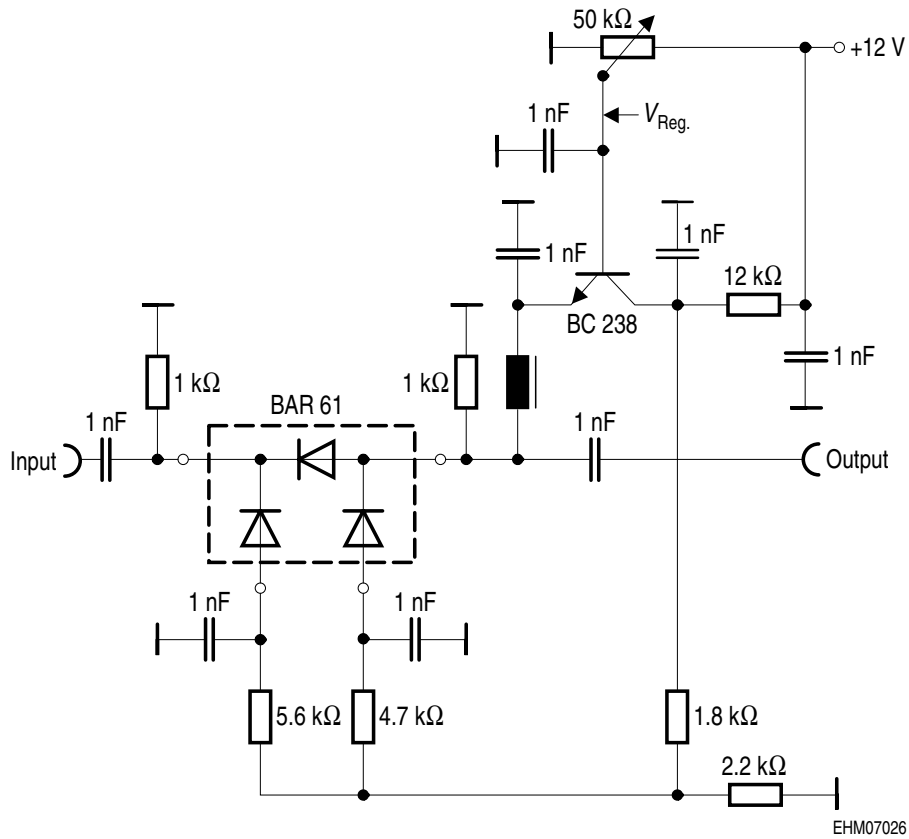 50 kΩ
+12 V
1 nF
VReg.
1 nF
1 nF
12 kΩ
BC 238
1 nF
1 kΩ
1 kΩ
BAR 61
1 nF
1 nF
Input
Output
1 nF
1 nF
5.6 kΩ
4.7 kΩ
1.8 kΩ
2.2 kΩ
EHM07026